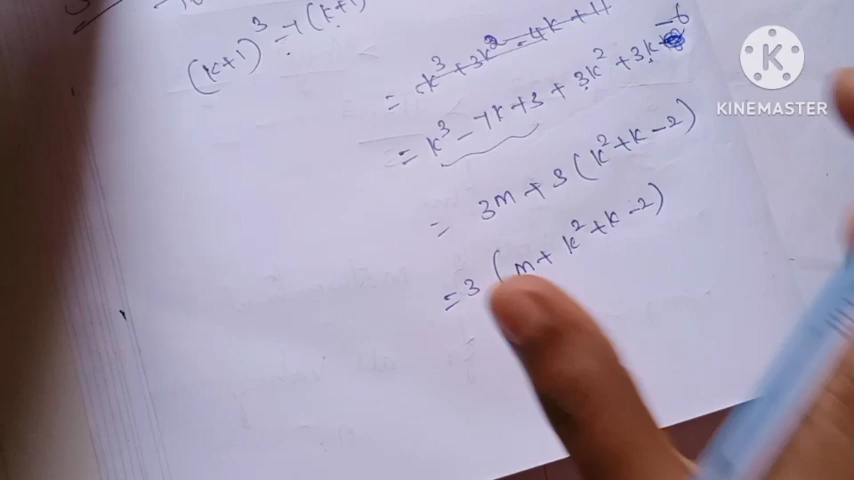 (k+1)³ - 7(k+1)
= k³ + 3k² - 4k +
= k³ - 7k + 3 + 3k² + 3k - 6
= 3m + 3(k² + k - 2)
= 3(m + k² + k - 2)
KINEMASTER